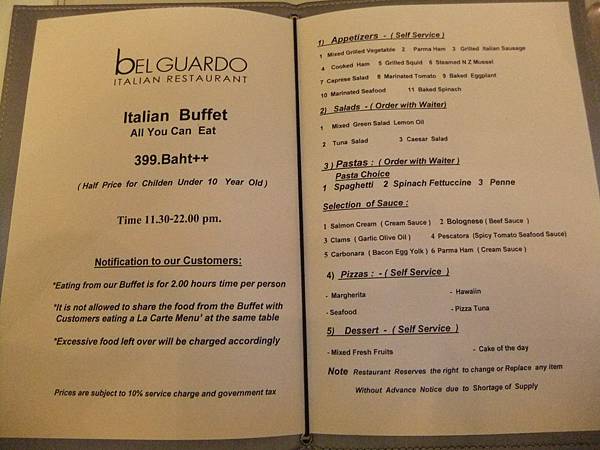 bEL GUARDO
ITALIAN RESTAURANT
Italian Buffet
All You Can Eat
399.Baht++
( Half Price for Childen Under 10 Year Old )
Time 11.30-22.00 pm.
Notification to our Customers:
*Eating from our Buffet is for 2.00 hours time per person
*It is not allowed to share the food from the Buffet with
Customers eating a La Carte Menu' at the same table
*Excessive food left over will be charged accordingly
Prices are subject to 10% service charge and government tax
1) Appetizers - ( Self Service )
1 Mixed Grilled Vegetable 2 Parma Ham 3 Grilled Italian Sausage
4 Cooked Ham 5 Grilled Squid 6 Steamed N.Z Mussel
7 Caprese Salad 8 Marinated Tomato 9 Baked Eggplant
10 Marinated Seafood 11 Baked Spinach
2) Salads - ( Order with Waiter)
1 Mixed Green Salad Lemon Oil
2 Tuna Salad 3 Caesar Salad
3 ) Pastas : ( Order with Waiter )
Pasta Choice
1 Spaghetti 2 Spinach Fettuccine 3 Penne
Selection of Sauce :
1 Salmon Cream ( Cream Sauce ) 2 Bolognese ( Beef Sauce )
3 Clams ( Garlic Olive Oil ) 4 Pescatora (Spicy Tomato Seafood Sauce)
5 Carbonara ( Bacon Egg Yolk ) 6 Parma Ham ( Cream Sauce )
4) Pizzas : - ( Self Service )
- Margherita - Hawaiin
- Seafood - Pizza Tuna
5) Dessert - ( Self Service )
- Mixed Fresh Fruits - Cake of the day
Note Restaurant Reserves the right to change or Replace any item
Without Advance Notice due to Shortage of Supply